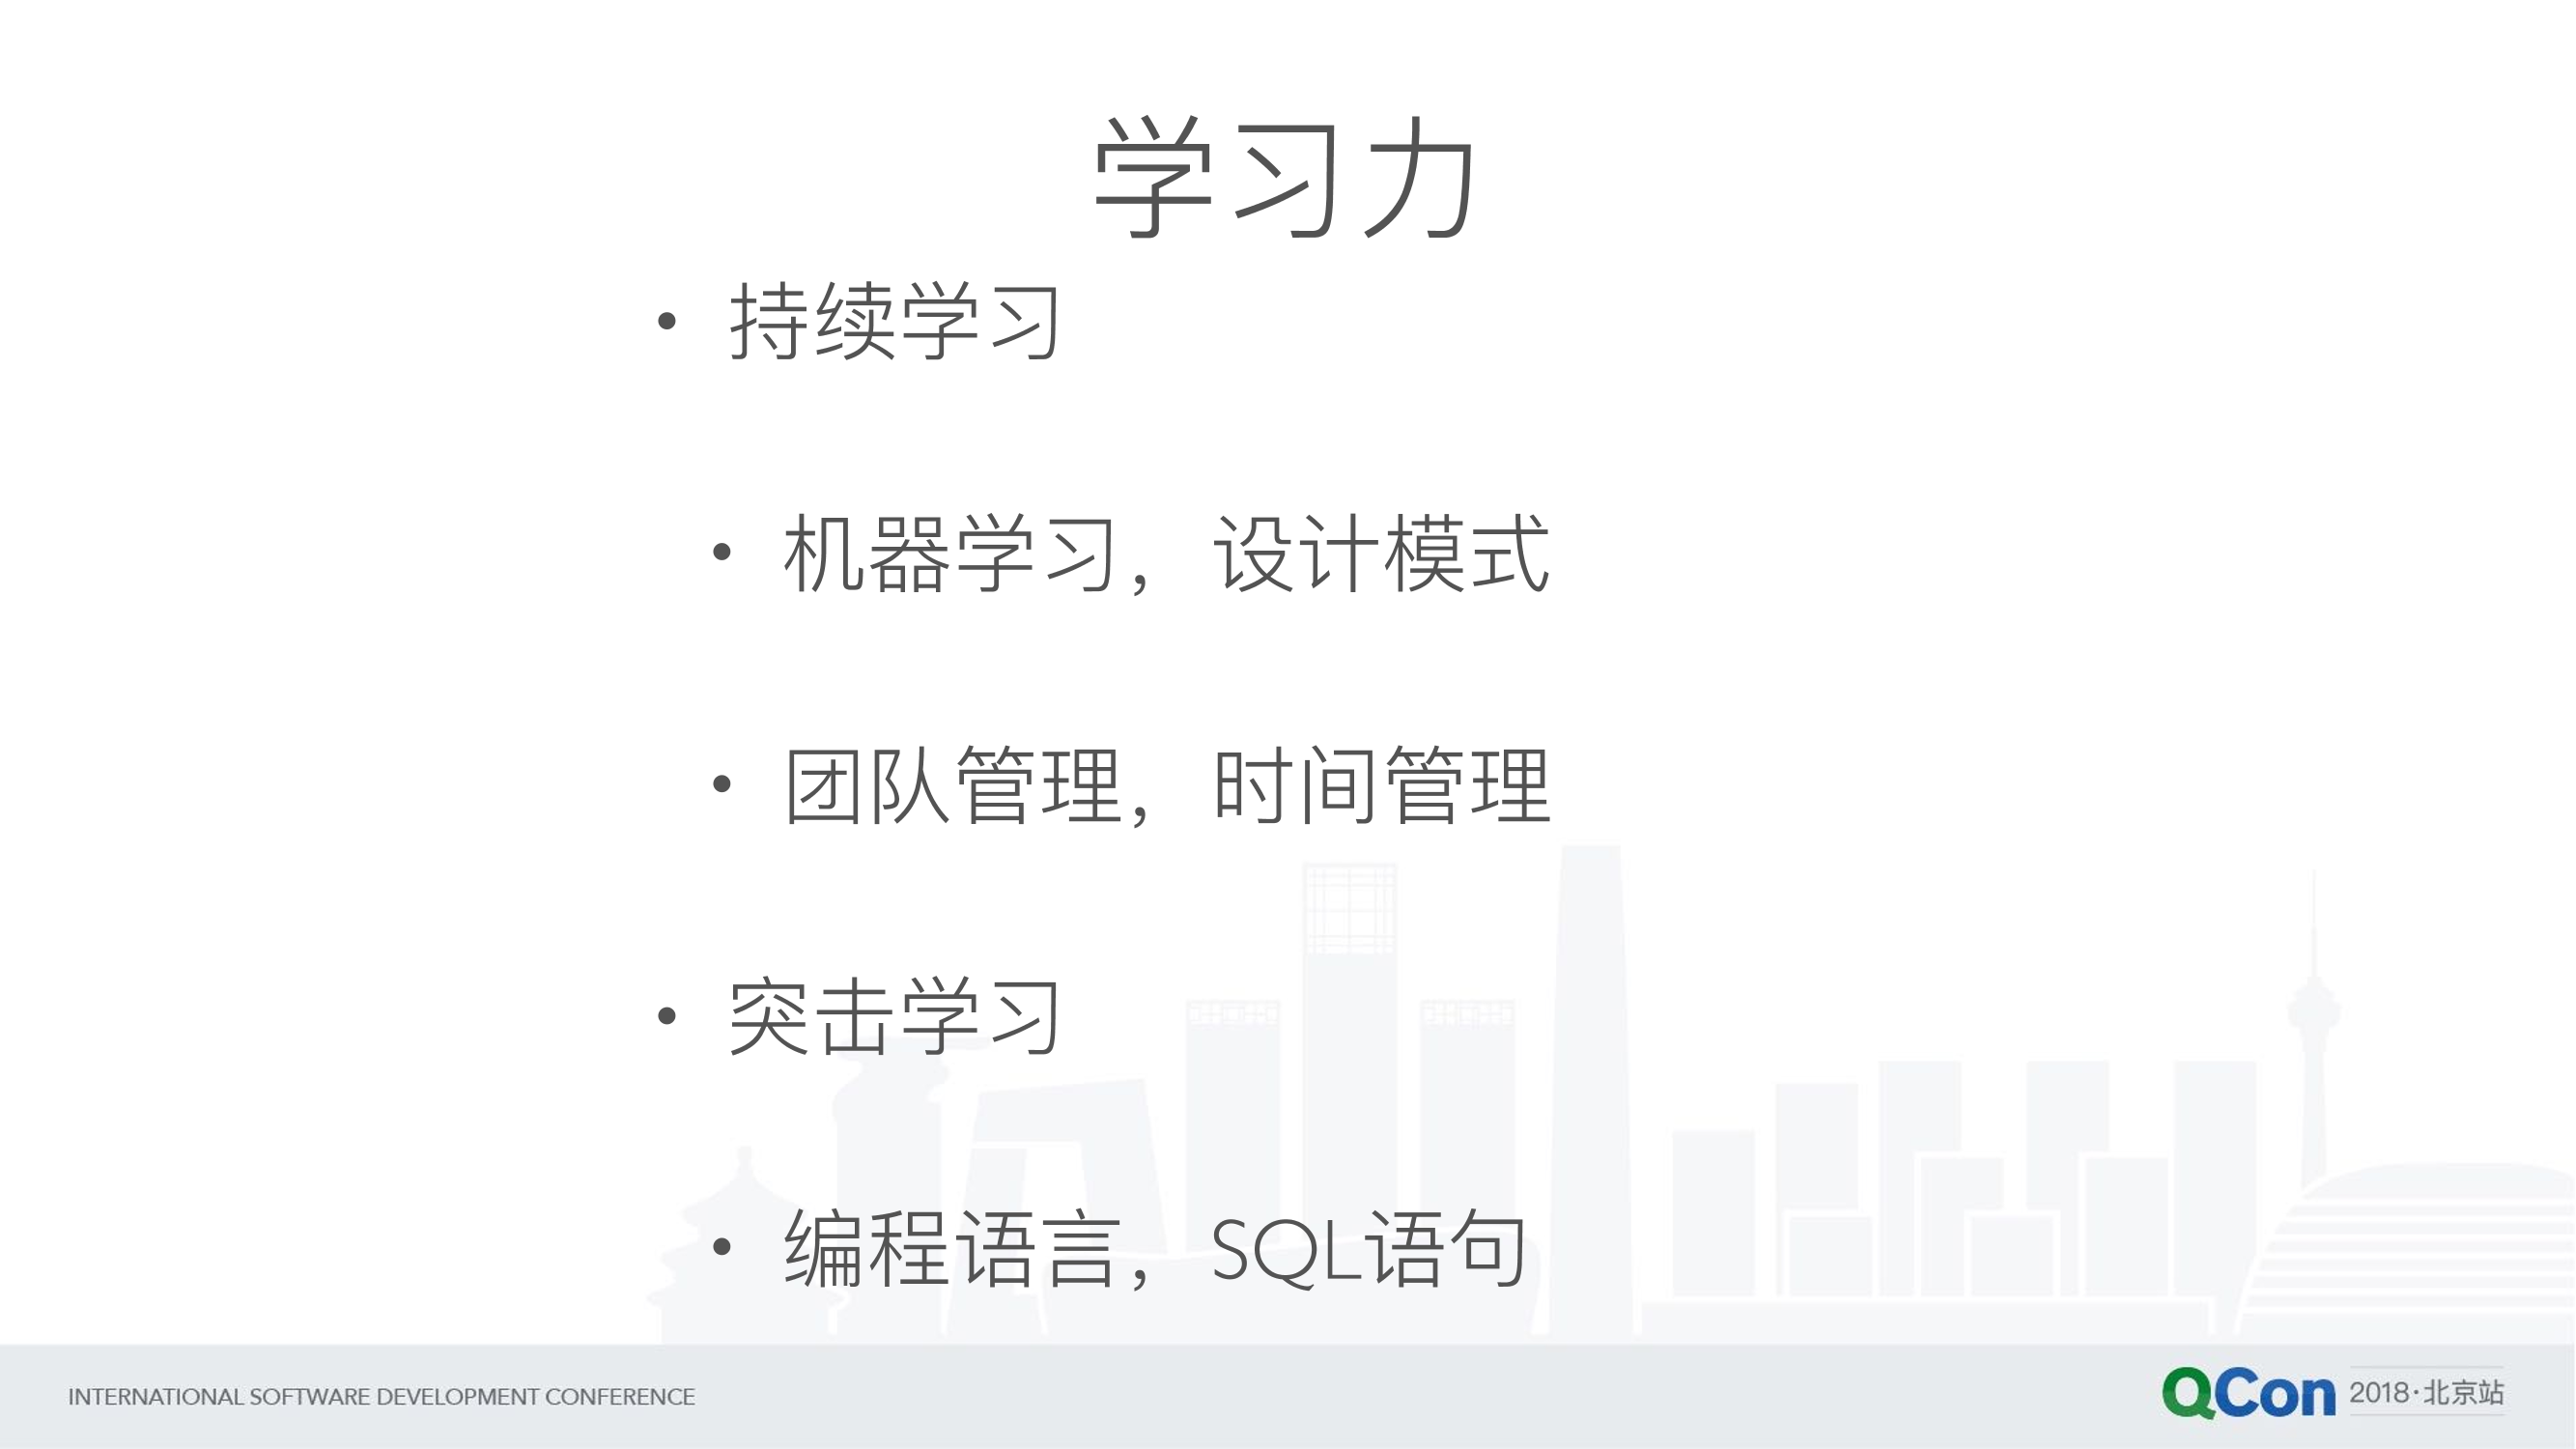 学习力
• 持续学习
• 机器学习， 设计模式
• 团队管理， 时间管理
• 突击学习
• 编程语言， SQL语句
INTERNATIONAL SOFTWARE DEVELOPMENT CONFERENCE
QCon 2018·北京站